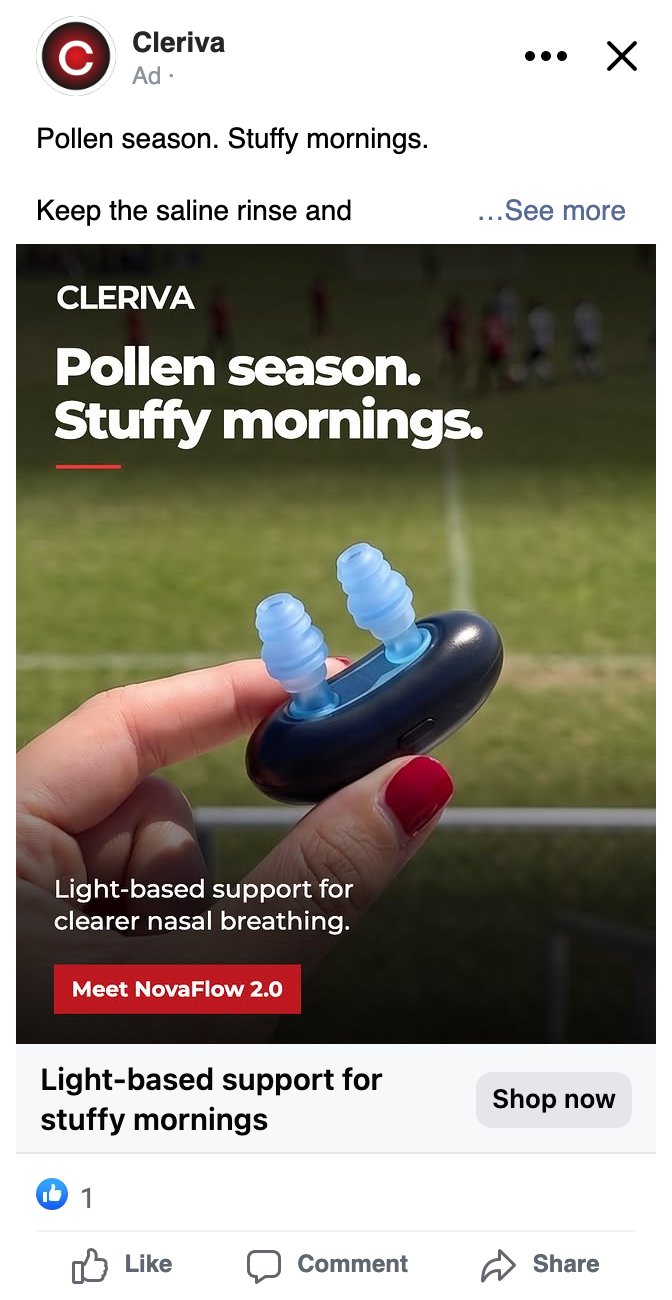 Cleriva
Ad ·
Pollen season. Stuffy mornings.
Keep the saline rinse and ...See more
CLERIVA
Pollen season.
Stuffy mornings.
Light-based support for
clearer nasal breathing.
Meet NovaFlow 2.0
Light-based support for
stuffy mornings
Shop now
1
Like Comment Share